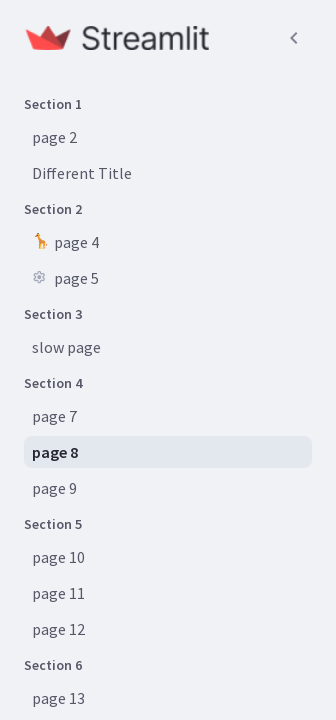 Streamlit
Section 1
page 2
Different Title
Section 2
page 4
page 5
Section 3
slow page
Section 4
page 7
page 8
page 9
Section 5
page 10
page 11
page 12
Section 6
page 13